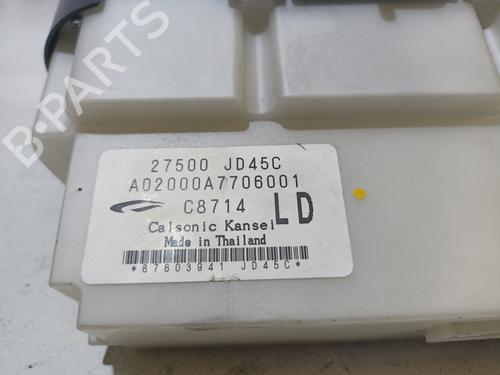 B-PARTS
27500 JD45C
A02000A7706001
C8714 LD
Calsonic Kansei
Made in Thailand
*87603941 JD45C*